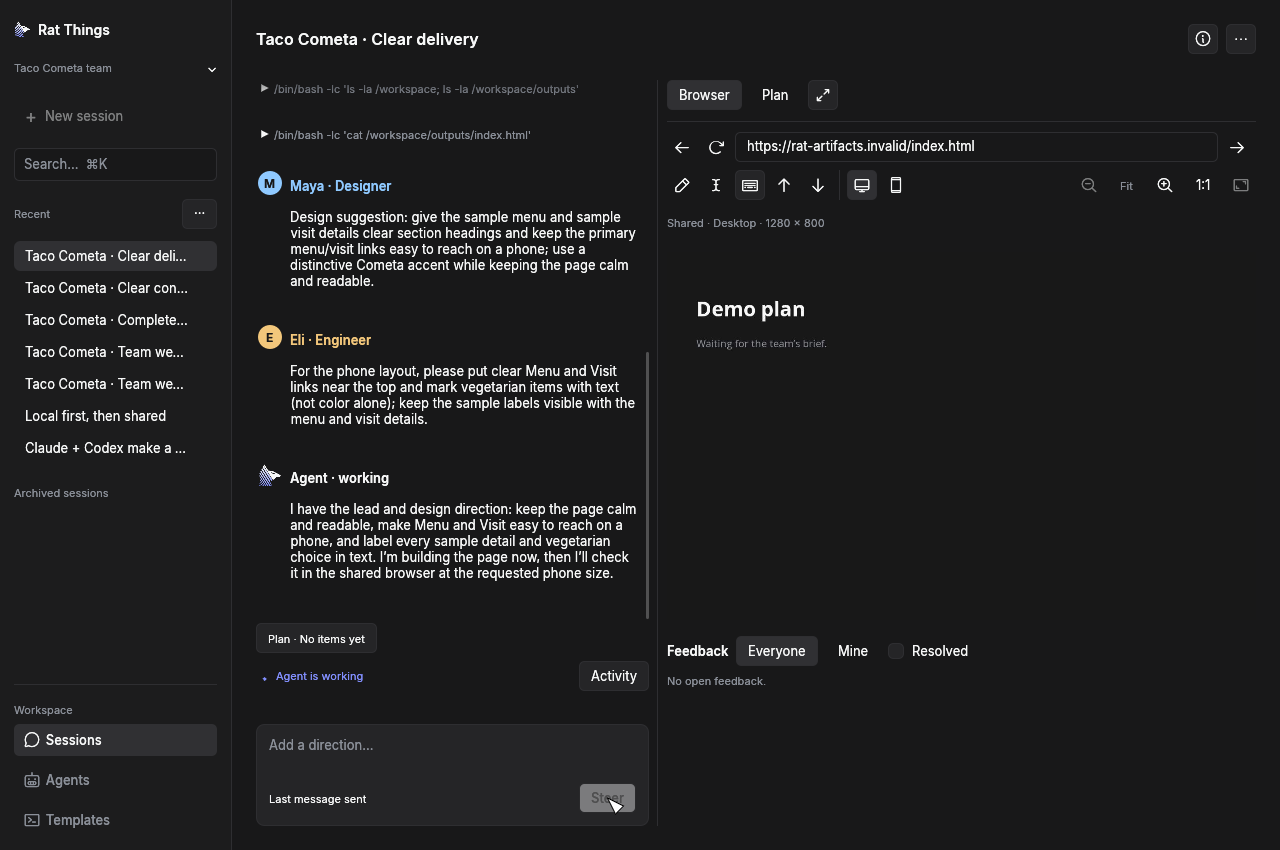 Rat Things
Taco Cometa team
New session
Search... ⌘K
Recent
Taco Cometa · Clear deli...
Taco Cometa · Clear con...
Taco Cometa · Complete...
Taco Cometa · Team we...
Taco Cometa · Team we...
Local first, then shared
Claude + Codex make a ...
Archived sessions
Workspace
Sessions
Agents
Templates
Taco Cometa · Clear delivery
/bin/bash -lc 'ls -la /workspace; ls -la /workspace/outputs'
/bin/bash -lc 'cat /workspace/outputs/index.html'
M
Maya · Designer
Design suggestion: give the sample menu and sample
visit details clear section headings and keep the primary
menu/visit links easy to reach on a phone; use a
distinctive Cometa accent while keeping the page calm
and readable.
E
Eli · Engineer
For the phone layout, please put clear Menu and Visit
links near the top and mark vegetarian items with text
(not color alone); keep the sample labels visible with the
menu and visit details.
Agent · working
I have the lead and design direction: keep the page calm
and readable, make Menu and Visit easy to reach on a
phone, and label every sample detail and vegetarian
choice in text. I'm building the page now, then I'll check
it in the shared browser at the requested phone size.
Plan · No items yet
Agent is working
Activity
Add a direction...
Last message sent
Steer
Browser
Plan
https://rat-artifacts.invalid/index.html
Fit
1:1
Shared · Desktop · 1280 × 800
Demo plan
Waiting for the team's brief.
Feedback
Everyone
Mine
Resolved
No open feedback.